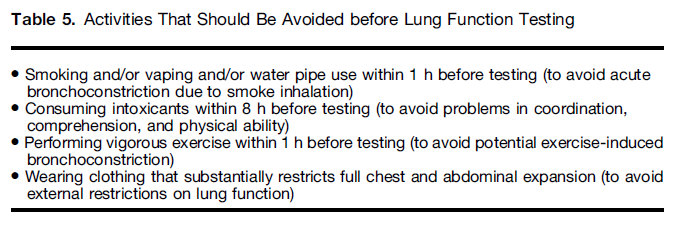 Table 5. Activities That Should Be Avoided before Lung Function Testing
• Smoking and/or vaping and/or water pipe use within 1 h before testing (to avoid acute
bronchoconstriction due to smoke inhalation)
• Consuming intoxicants within 8 h before testing (to avoid problems in coordination,
comprehension, and physical ability)
• Performing vigorous exercise within 1 h before testing (to avoid potential exercise-induced
bronchoconstriction)
• Wearing clothing that substantially restricts full chest and abdominal expansion (to avoid
external restrictions on lung function)